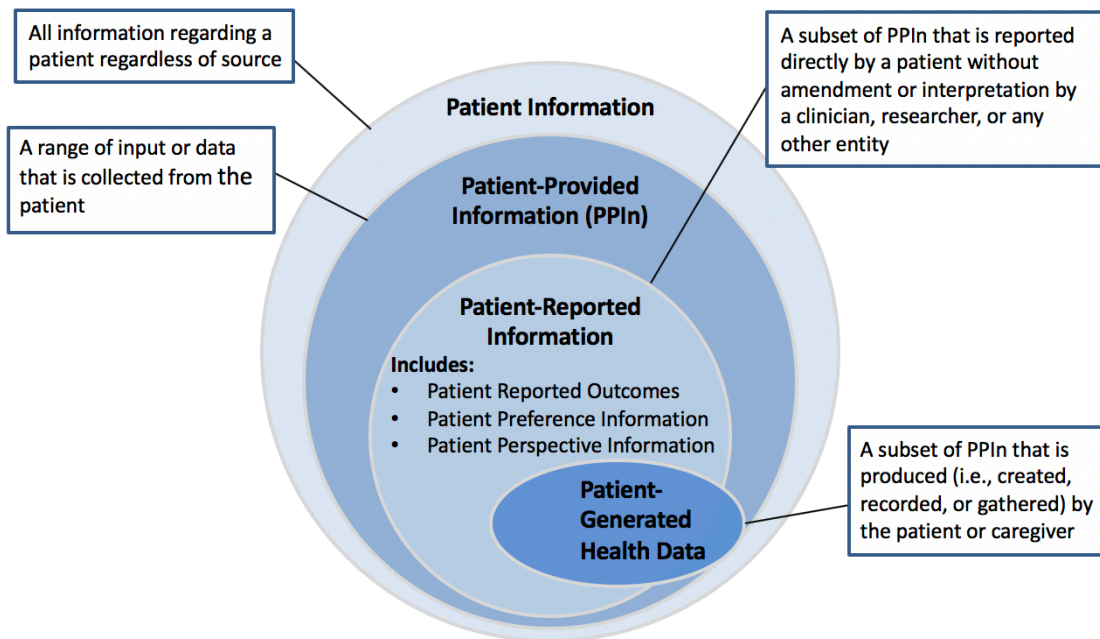 All information regarding a
patient regardless of source
A subset of PPIn that is reported
directly by a patient without
amendment or interpretation by
a clinician, researcher, or any
other entity
Patient Information
A range of input or data
that is collected from the
patient
Patient-Provided
Information (PPIn)
Patient-Reported
Information
Includes:
• Patient Reported Outcomes
• Patient Preference Information
• Patient Perspective Information
A subset of PPIn that is
produced (i.e., created,
recorded, or gathered) by
the patient or caregiver
Patient-
Generated
Health Data